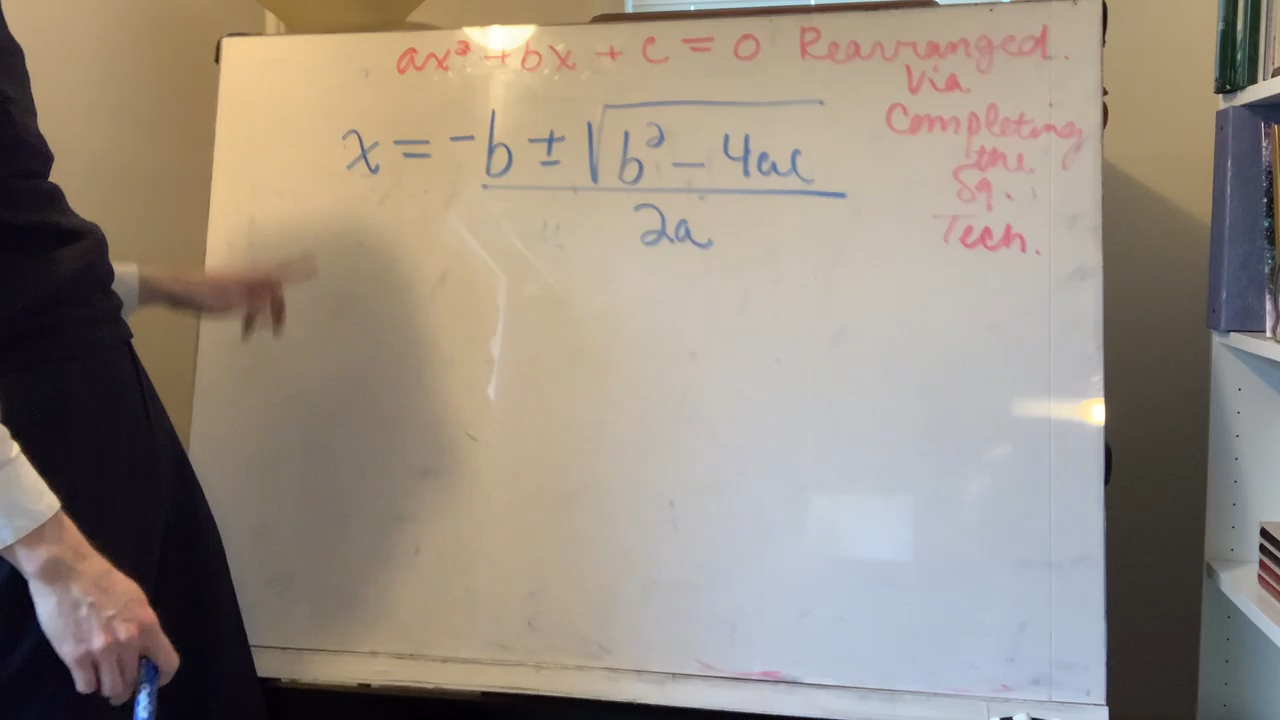 ax² + bx + c = 0 Rearranged.
Via
Completing
the
Sq.
Tech.
x = -b ± √b² - 4ac
2a